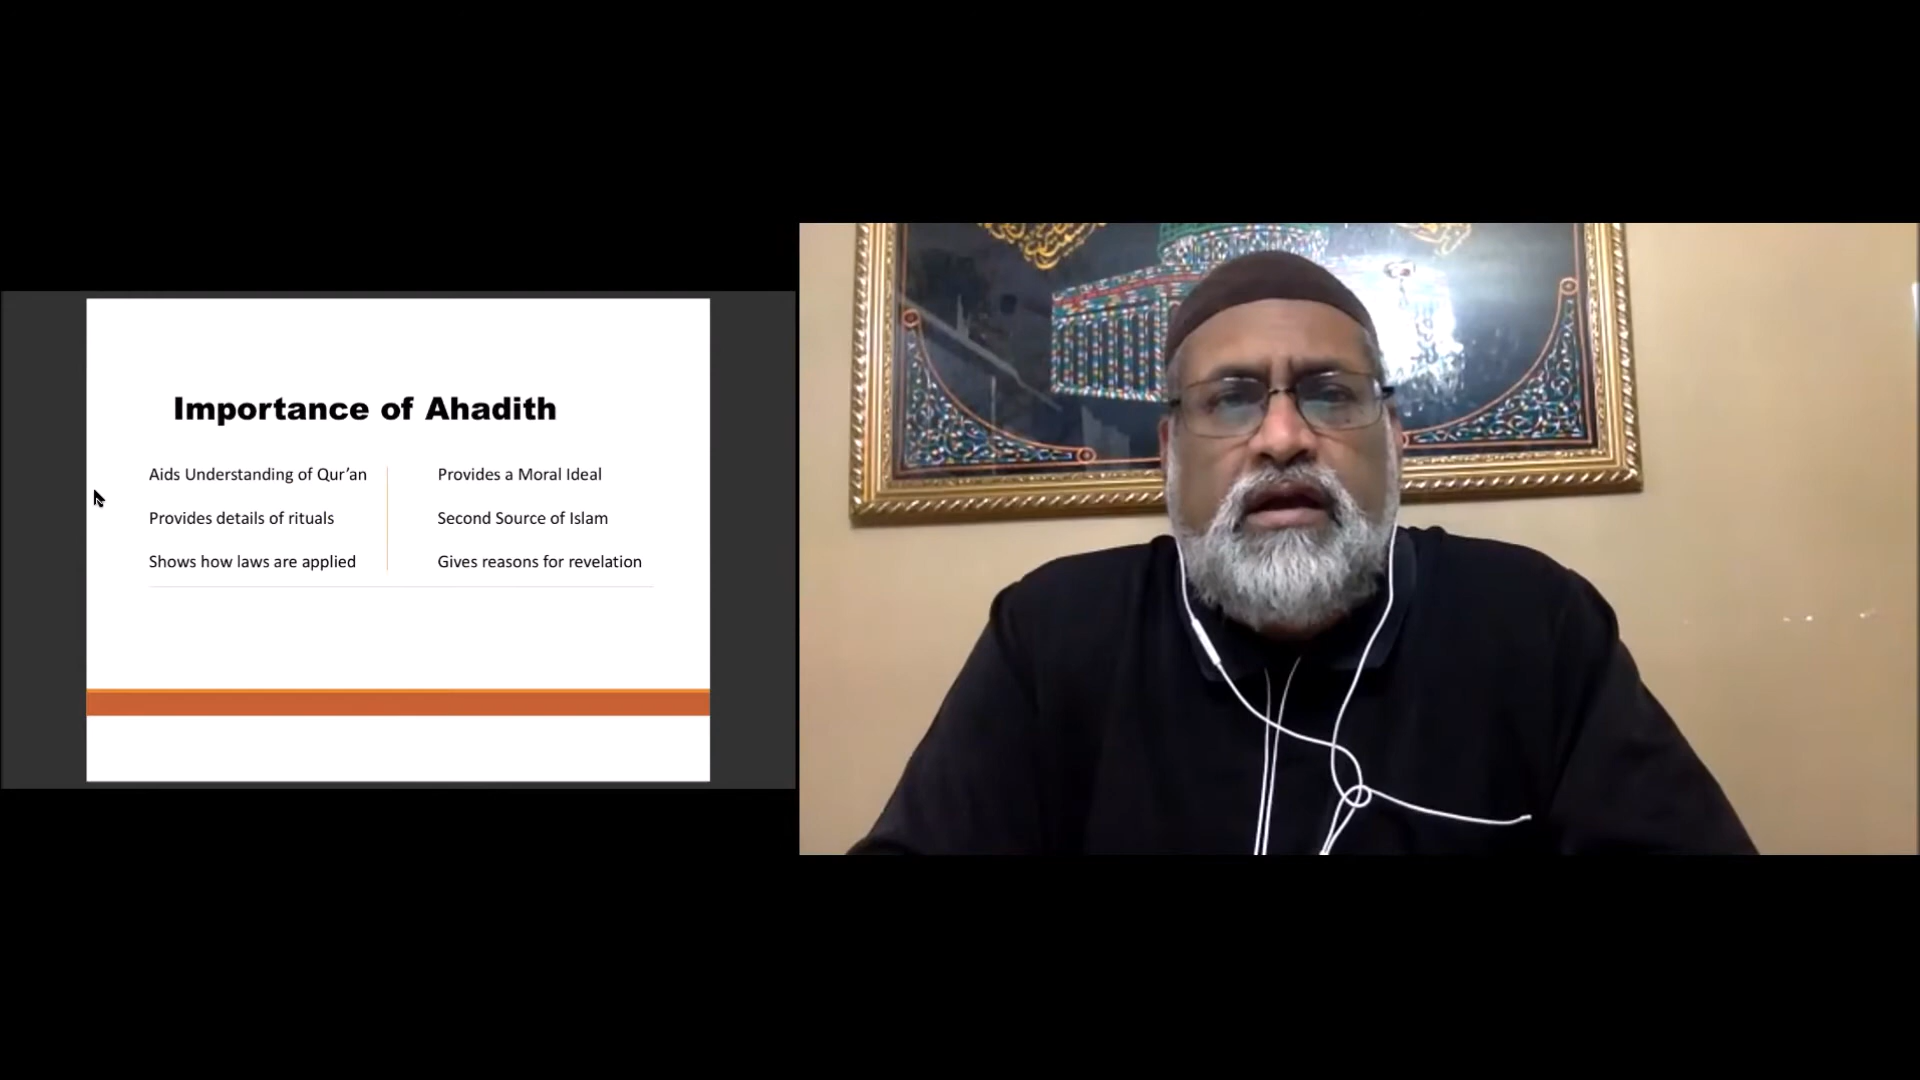 Importance of Ahadith
Aids Understanding of Qur’an
Provides details of rituals
Shows how laws are applied
Provides a Moral Ideal
Second Source of Islam
Gives reasons for revelation